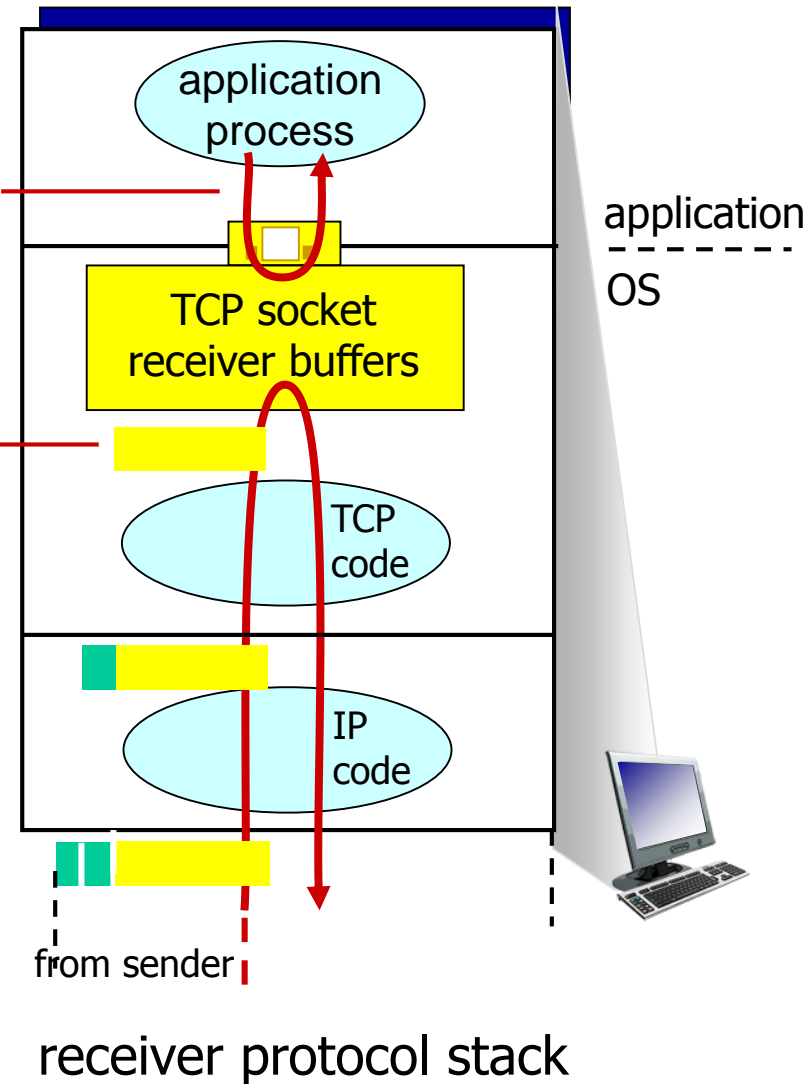 application
process
application
OS
TCP socket
receiver buffers
TCP
code
IP
code
from sender
receiver protocol stack